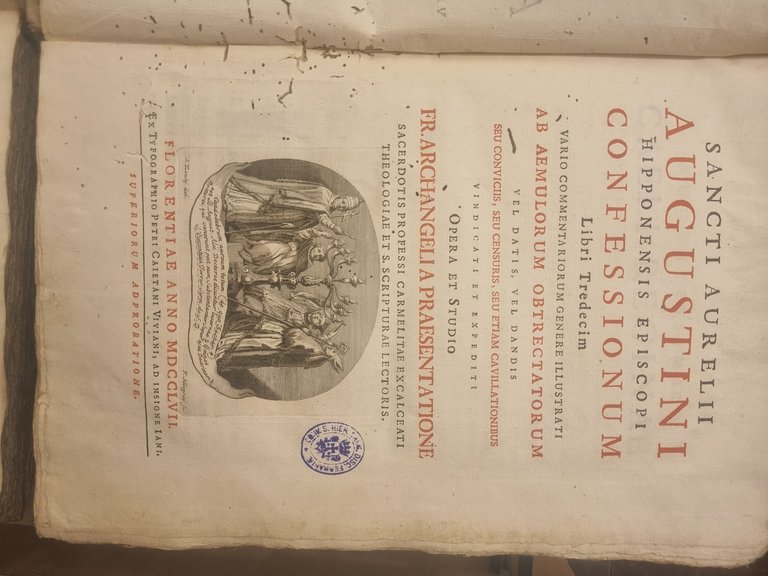 SANCTI AURELII
AUGUSTINI
HIPPONENSIS EPISCOPI
CONFESSIONUM
Libri Tredecim
VARIO COMMENTARIORUM GENERE ILLUSTRATI
AB AEMULORUM OBTRECTATORUM
VEL DATIS, VEL DANDIS
SEU CONVICIIS, SEU CENSURIS, SEU ETIAM CAVILLATIONIBUS
VINDICATI ET EXPEDITI
OPERA ET STUDIO
FR. ARCHANGELI A PRAESENTATIONE
SACERDOTIS PROFESSI CARMELITAE EXCALCEATI
THEOLOGIAE ET S. SCRIPTURAE LECTORIS.
FLORENTIAE ANNO MDCCLVII.
EX TYPOGRAPHIO PETRI CAIETANI VIVIANI, AD INSIGNE IANI,
SUPERIORUM ADPROBATIONE.